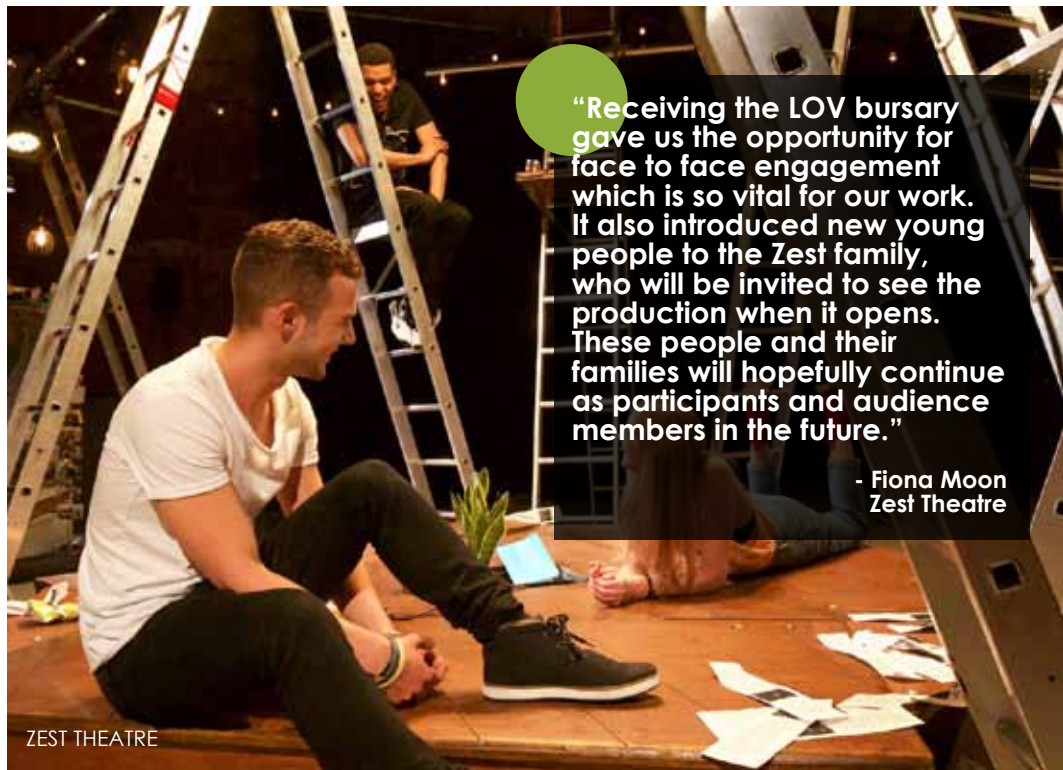 “Receiving the LOV bursary
gave us the opportunity for
face to face engagement
which is so vital for our work.
It also introduced new young
people to the Zest family,
who will be invited to see the
production when it opens.
These people and their
families will hopefully continue
as participants and audience
members in the future.”
- Fiona Moon
Zest Theatre
ZEST THEATRE